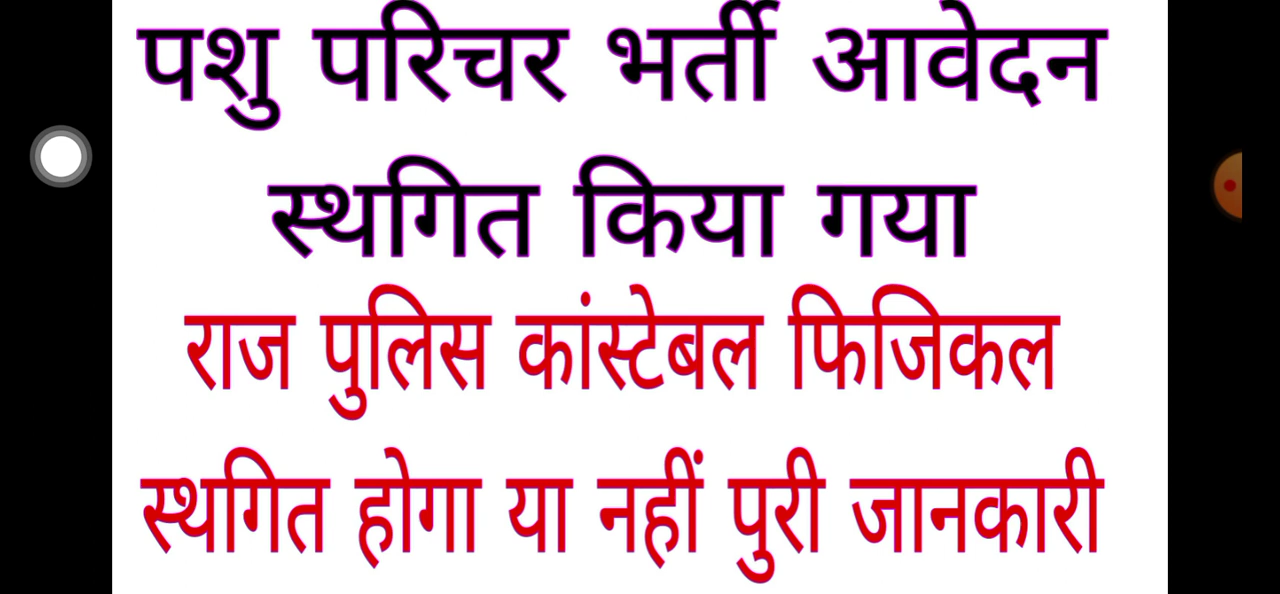 पशु परिचर भर्ती आवेदन
स्थगित किया गया
राज पुलिस कांस्टेबल फिजिकल
स्थगित होगा या नहीं पुरी जानकारी